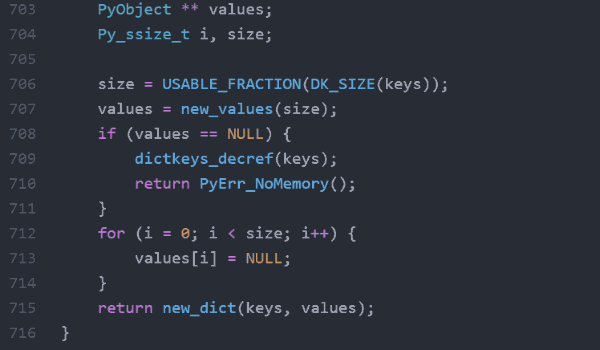 703 PyObject ** values;
704 Py_ssize_t i, size;
705
706 size = USABLE_FRACTION(DK_SIZE(keys));
707 values = new_values(size);
708 if (values == NULL) {
709 dictkeys_decref(keys);
710 return PyErr_NoMemory();
711 }
712 for (i = 0; i < size; i++) {
713 values[i] = NULL;
714 }
715 return new_dict(keys, values);
716 }